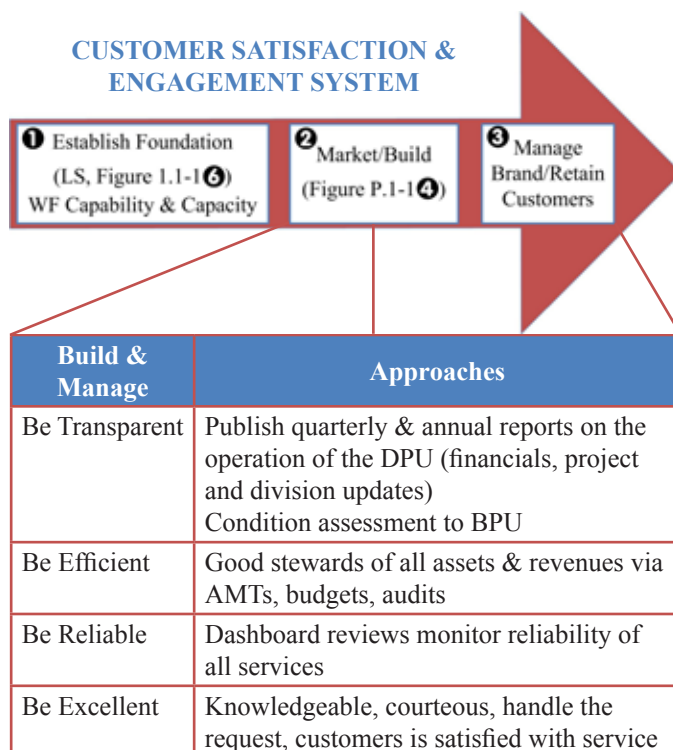 CUSTOMER SATISFACTION &
ENGAGEMENT SYSTEM
❶ Establish Foundation
(LS, Figure 1.1-1❻)
WF Capability & Capacity
❷ Market/Build
(Figure P.1-1❹)
❸ Manage
Brand/Retain
Customers
Build &
Manage
Approaches
Be Transparent
Publish quarterly & annual reports on the
operation of the DPU (financials, project
and division updates)
Condition assessment to BPU
Be Efficient
Good stewards of all assets & revenues via
AMTs, budgets, audits
Be Reliable
Dashboard reviews monitor reliability of
all services
Be Excellent
Knowledgeable, courteous, handle the
request, customers is satisfied with service